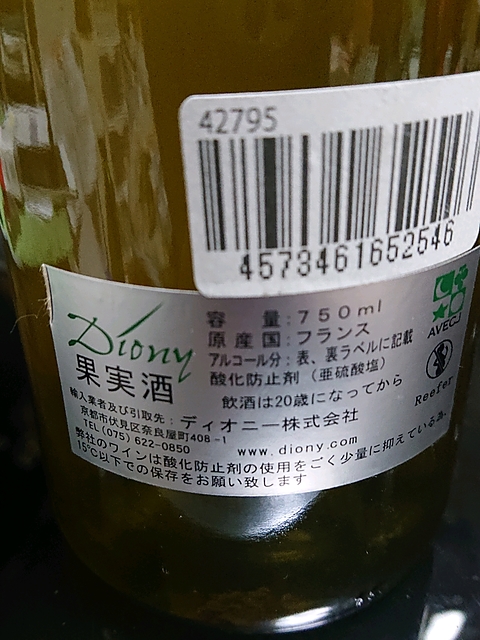 42795
4573461652546
Diony
果実酒
容量：750ml
原産国：フランス
アルコール分：表、裏ラベルに記載
酸化防止剤（亜硫酸塩）
飲酒は20歳になってから
AVECJ
Reefer
輸入業者及び引取先：ディオニー株式会社
京都市伏見区奈良屋町408-1
TEL(075) 622-0850 www.diony.com
弊社のワインは酸化防止剤の使用をごく少量に抑えている為、
15℃以下での保存をお願い致します